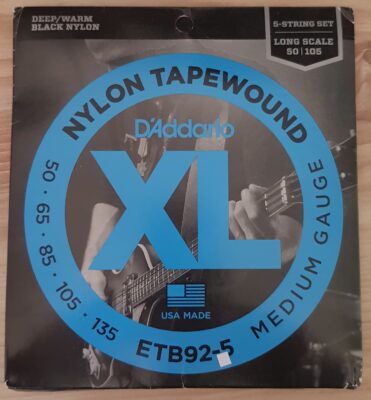 DEEP/WARM
BLACK NYLON
5-STRING SET
LONG SCALE
50 | 105
NYLON TAPEWOUND
D'Addario
XL
50 · 65 · 85 · 105 · 135
MEDIUM GAUGE
USA MADE
ETB92-5